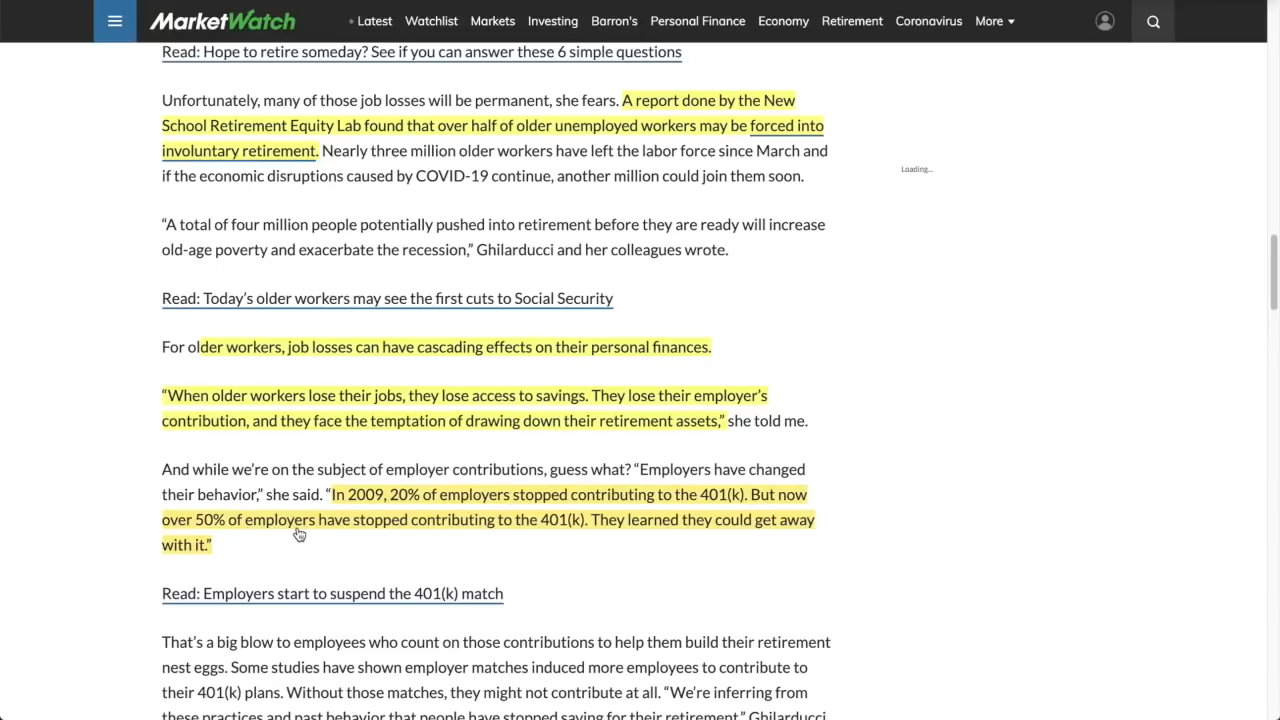 MarketWatch
Latest Watchlist Markets Investing Barron's Personal Finance Economy Retirement Coronavirus More
Read: Hope to retire someday? See if you can answer these 6 simple questions
Unfortunately, many of those job losses will be permanent, she fears. A report done by the New
School Retirement Equity Lab found that over half of older unemployed workers may be forced into
involuntary retirement. Nearly three million older workers have left the labor force since March and
if the economic disruptions caused by COVID-19 continue, another million could join them soon.
Loading...
“A total of four million people potentially pushed into retirement before they are ready will increase
old-age poverty and exacerbate the recession,” Ghilarducci and her colleagues wrote.
Read: Today’s older workers may see the first cuts to Social Security
For older workers, job losses can have cascading effects on their personal finances.
“When older workers lose their jobs, they lose access to savings. They lose their employer’s
contribution, and they face the temptation of drawing down their retirement assets,” she told me.
And while we’re on the subject of employer contributions, guess what? “Employers have changed
their behavior,” she said. “In 2009, 20% of employers stopped contributing to the 401(k). But now
over 50% of employers have stopped contributing to the 401(k). They learned they could get away
with it.”
Read: Employers start to suspend the 401(k) match
That’s a big blow to employees who count on those contributions to help them build their retirement
nest eggs. Some studies have shown employer matches induced more employees to contribute to
their 401(k) plans. Without those matches, they might not contribute at all. “We’re inferring from
these practices and past behavior that people have stopped saving for their retirement,” Ghilarducci